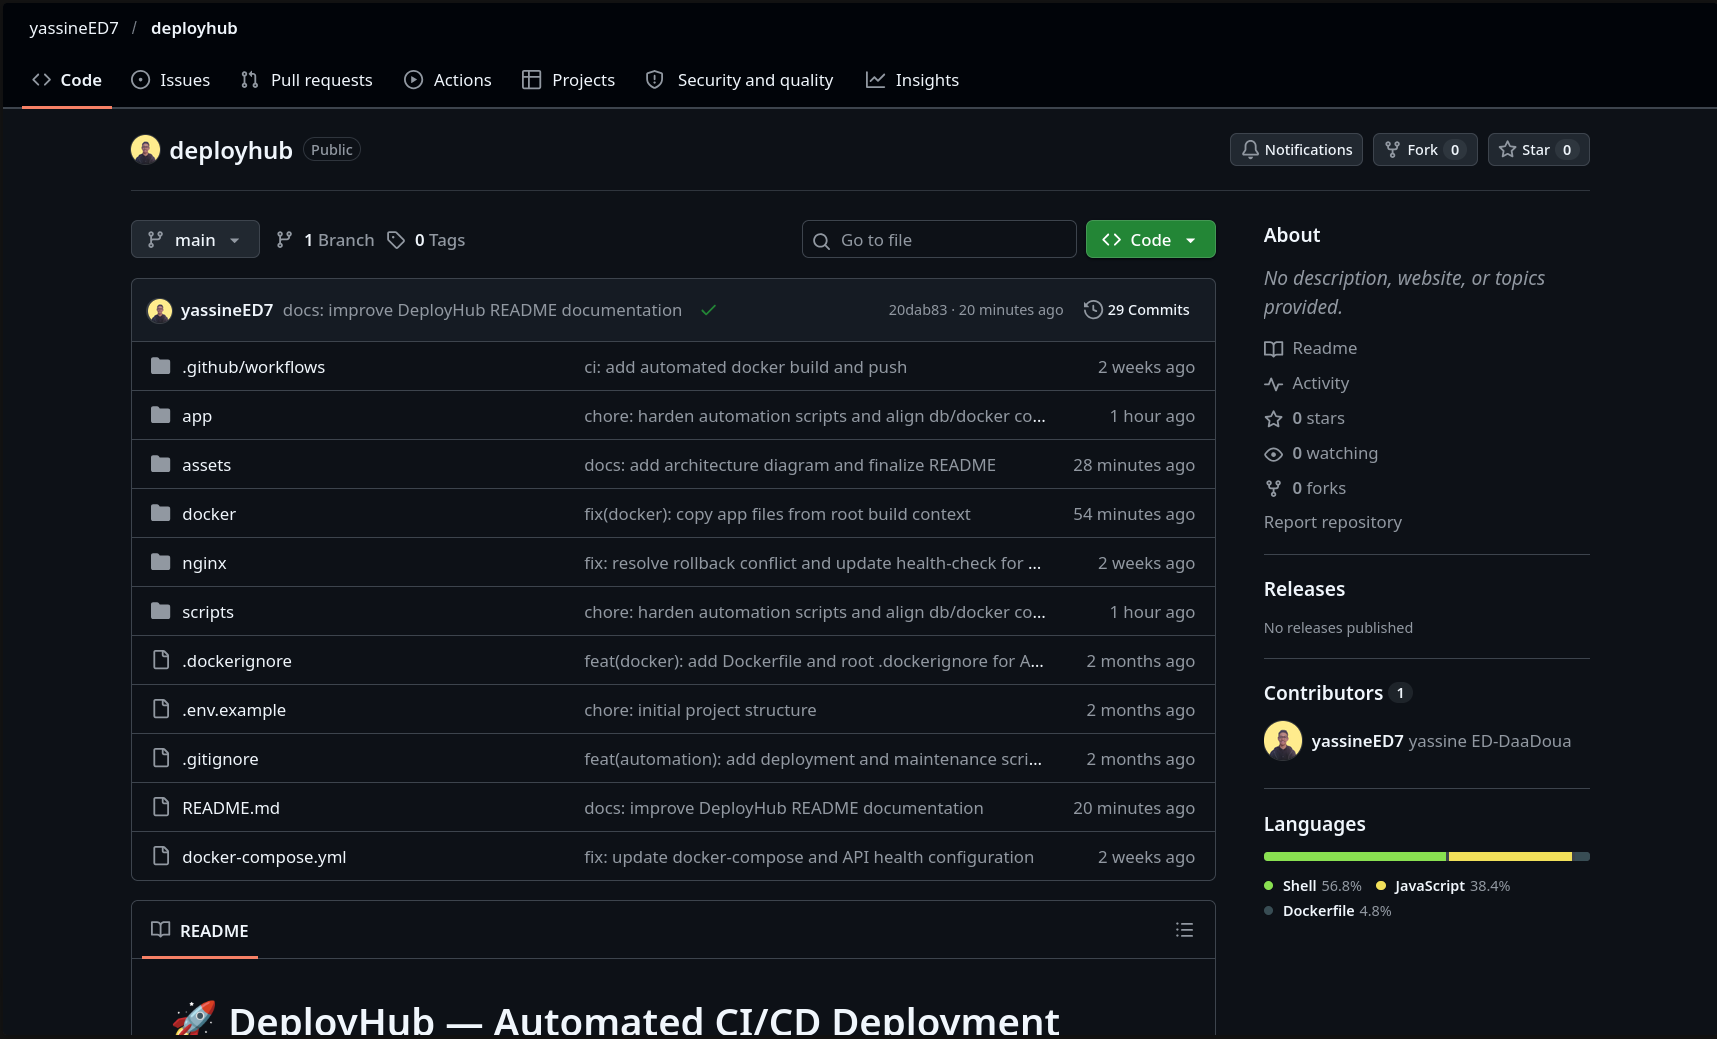 yassineED7 / deployhub
Code Issues Pull requests Actions Projects Security and quality Insights
deployhub Public
Notifications Fork 0 Star 0
main 1 Branch 0 Tags Go to file Code
yassineED7 docs: improve DeployHub README documentation 20dab83 · 20 minutes ago 29 Commits
.github/workflows ci: add automated docker build and push 2 weeks ago
app chore: harden automation scripts and align db/docker co... 1 hour ago
assets docs: add architecture diagram and finalize README 28 minutes ago
docker fix(docker): copy app files from root build context 54 minutes ago
nginx fix: resolve rollback conflict and update health-check for ... 2 weeks ago
scripts chore: harden automation scripts and align db/docker co... 1 hour ago
.dockerignore feat(docker): add Dockerfile and root .dockerignore for A... 2 months ago
.env.example chore: initial project structure 2 months ago
.gitignore feat(automation): add deployment and maintenance scri... 2 months ago
README.md docs: improve DeployHub README documentation 20 minutes ago
docker-compose.yml fix: update docker-compose and API health configuration 2 weeks ago
README
🚀 DeployHub — Automated CI/CD Deployment
About
No description, website, or topics
provided.
Readme
Activity
0 stars
0 watching
0 forks
Report repository
Releases
No releases published
Contributors 1
yassineED7 yassine ED-DaaDoua
Languages
Shell 56.8% JavaScript 38.4%
Dockerfile 4.8%